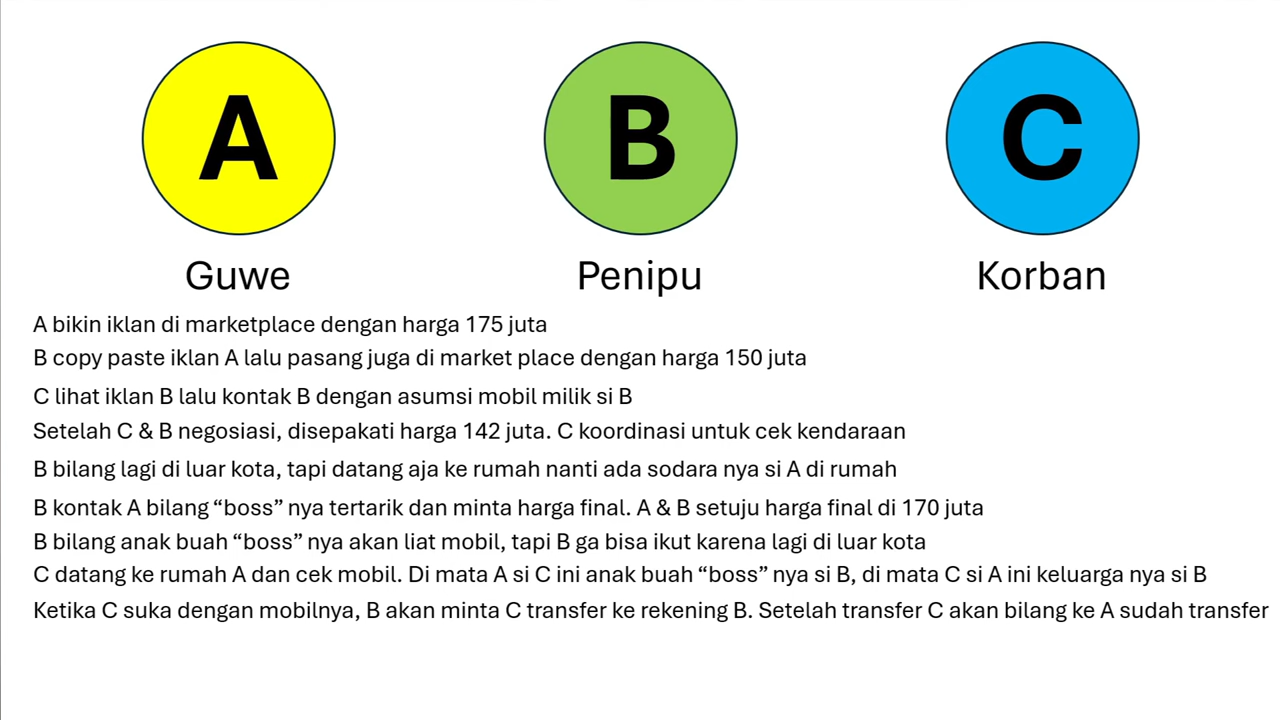 A
B
C
Guwe
Penipu
Korban
A bikin iklan di marketplace dengan harga 175 juta
B copy paste iklan A lalu pasang juga di market place dengan harga 150 juta
C lihat iklan B lalu kontak B dengan asumsi mobil milik si B
Setelah C & B negosiasi, disepakati harga 142 juta. C koordinasi untuk cek kendaraan
B bilang lagi di luar kota, tapi datang aja ke rumah nanti ada sodara nya si A di rumah
B kontak A bilang “boss” nya tertarik dan minta harga final. A & B setuju harga final di 170 juta
B bilang anak buah “boss” nya akan liat mobil, tapi B ga bisa ikut karena lagi di luar kota
C datang ke rumah A dan cek mobil. Di mata A si C ini anak buah “boss” nya si B, di mata C si A ini keluarga nya si B
Ketika C suka dengan mobilnya, B akan minta C transfer ke rekening B. Setelah transfer C akan bilang ke A sudah transfer